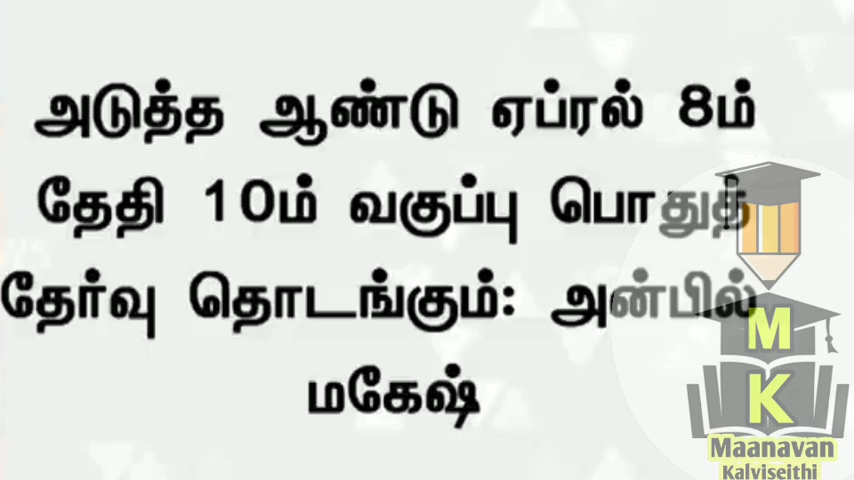 அடுத்த ஆண்டு ஏப்ரல் 8ம்
தேதி 10ம் வகுப்பு பொதுத்
தேர்வு தொடங்கும்: அன்பில்
மகேஷ்
M
K
Maanavan
Kalviseithi